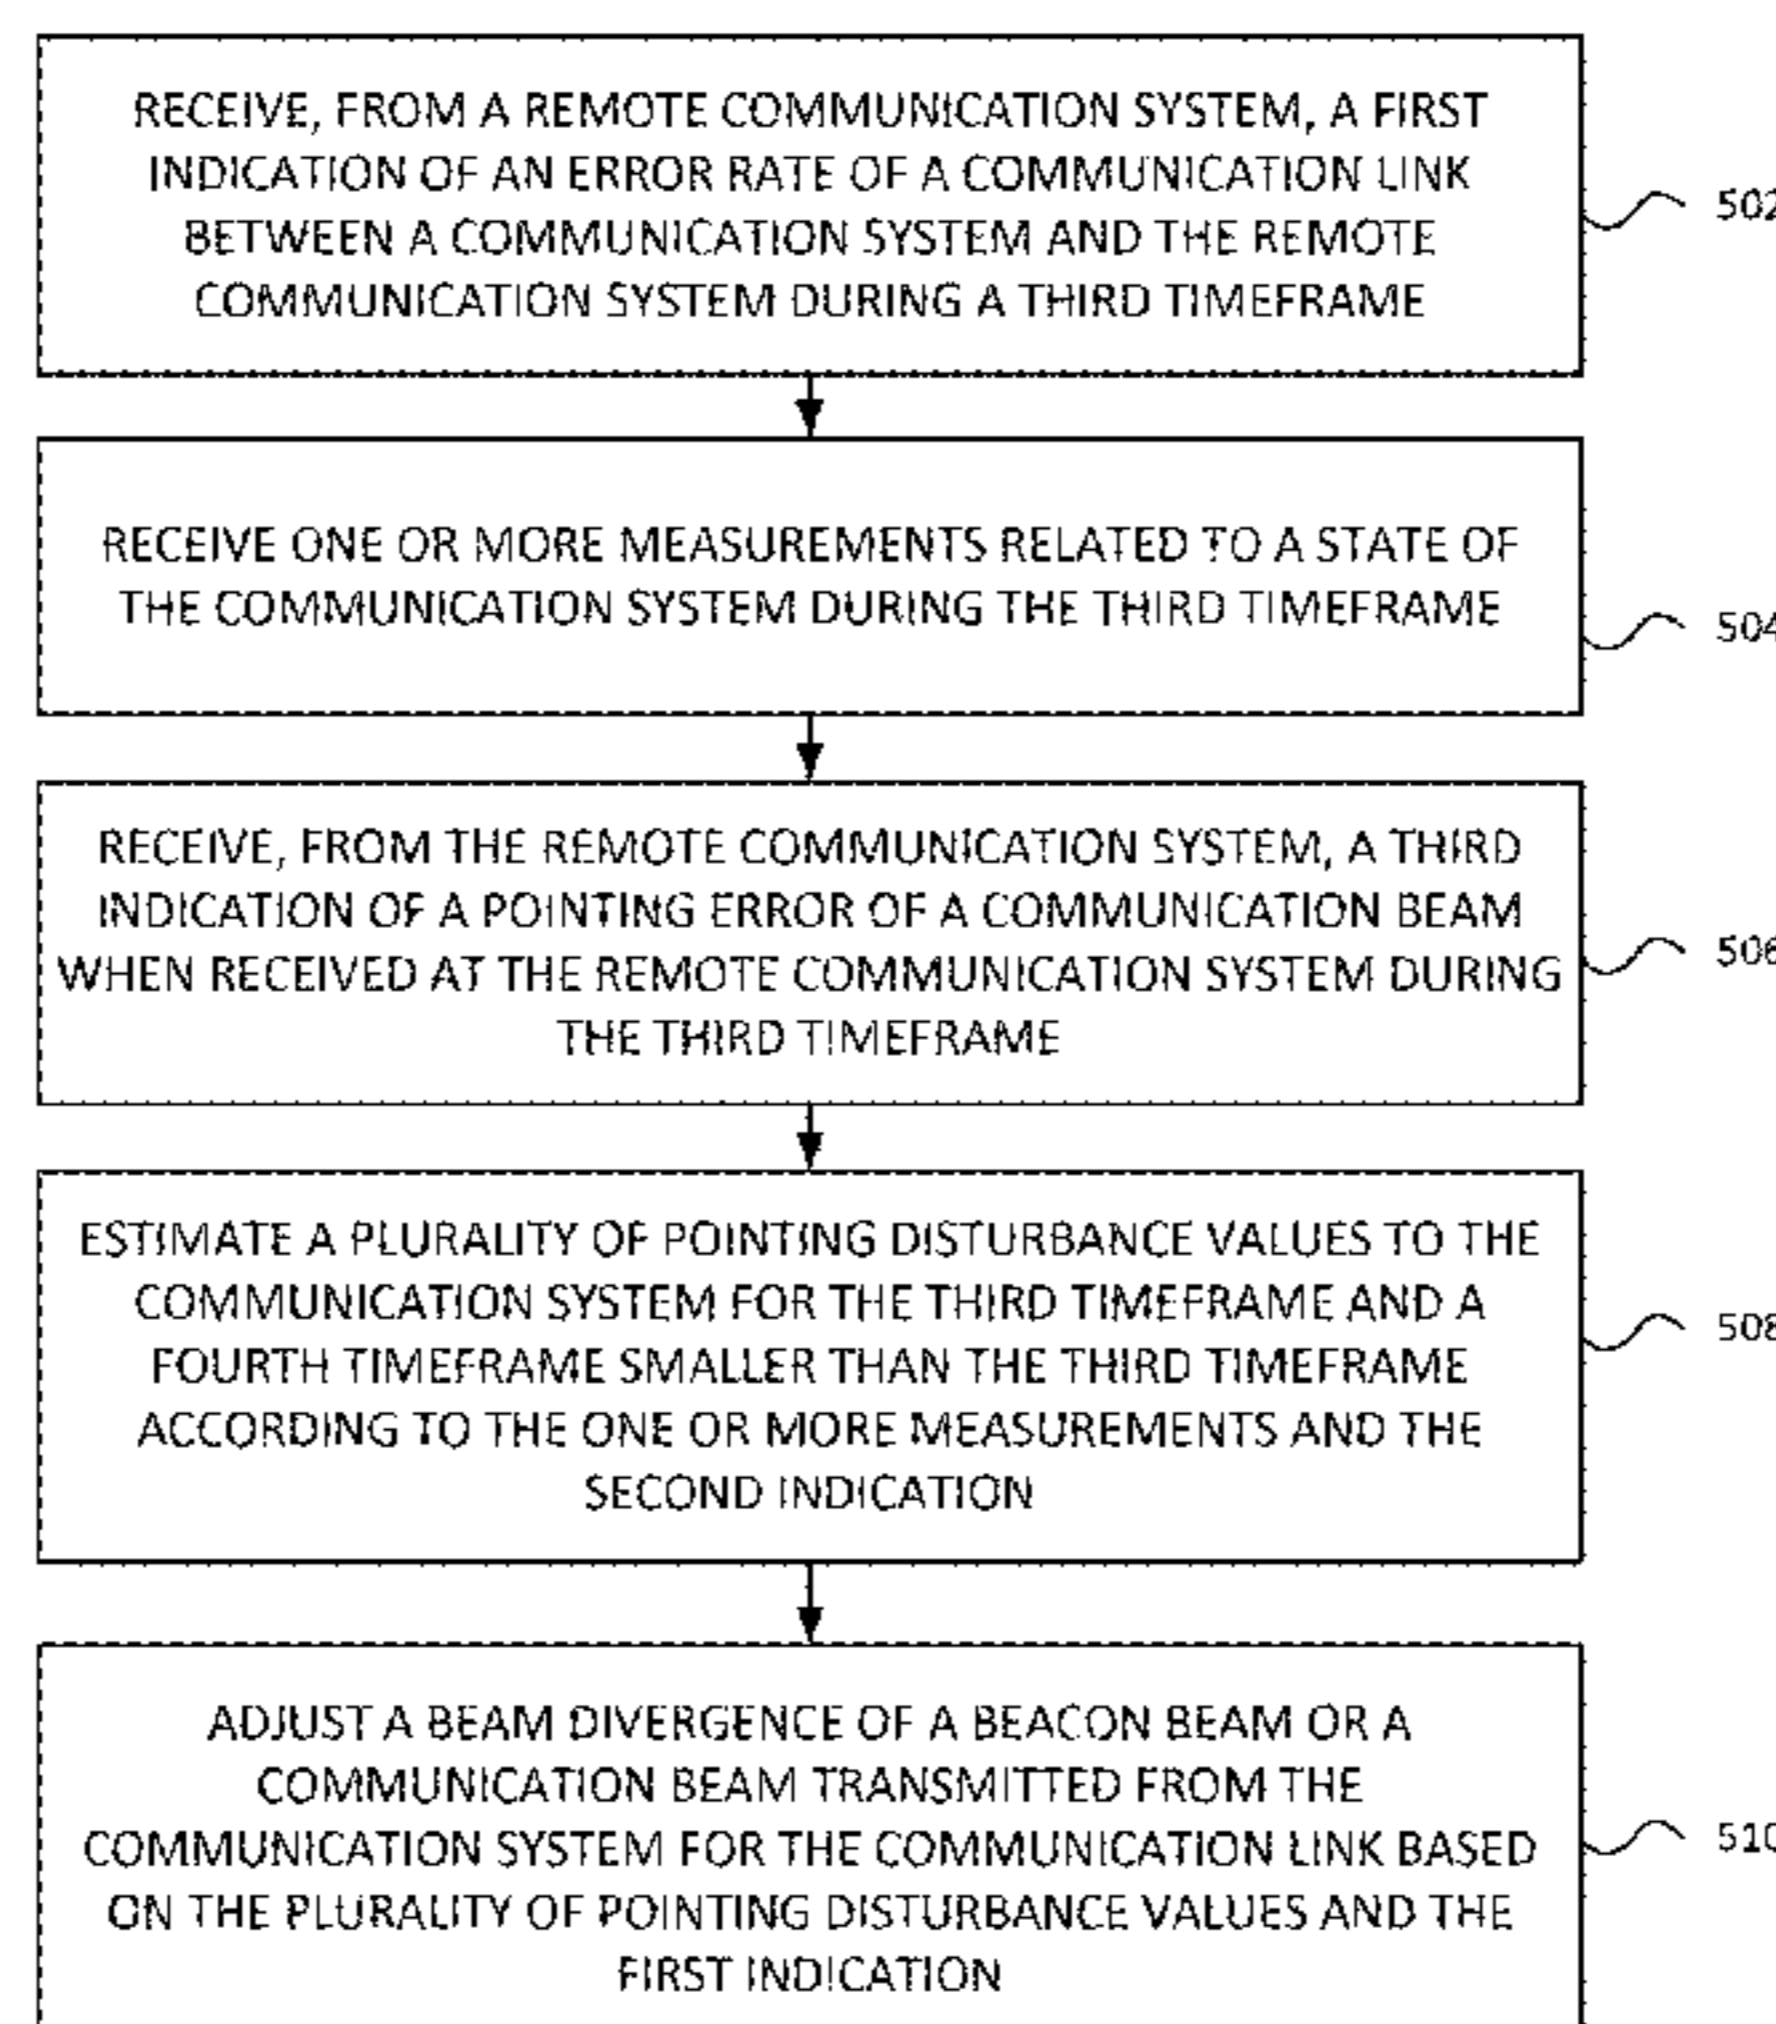 RECEIVE, FROM A REMOTE COMMUNICATION SYSTEM, A FIRST
INDICATION OF AN ERROR RATE OF A COMMUNICATION LINK
BETWEEN A COMMUNICATION SYSTEM AND THE REMOTE
COMMUNICATION SYSTEM DURING A THIRD TIMEFRAME
502
RECEIVE ONE OR MORE MEASUREMENTS RELATED TO A STATE OF
THE COMMUNICATION SYSTEM DURING THE THIRD TIMEFRAME
504
RECEIVE, FROM THE REMOTE COMMUNICATION SYSTEM, A THIRD
INDICATION OF A POINTING ERROR OF A COMMUNICATION BEAM
WHEN RECEIVED AT THE REMOTE COMMUNICATION SYSTEM DURING
THE THIRD TIMEFRAME
506
ESTIMATE A PLURALITY OF POINTING DISTURBANCE VALUES TO THE
COMMUNICATION SYSTEM FOR THE THIRD TIMEFRAME AND A
FOURTH TIMEFRAME SMALLER THAN THE THIRD TIMEFRAME
ACCORDING TO THE ONE OR MORE MEASUREMENTS AND THE
SECOND INDICATION
508
ADJUST A BEAM DIVERGENCE OF A BEACON BEAM OR A
COMMUNICATION BEAM TRANSMITTED FROM THE
COMMUNICATION SYSTEM FOR THE COMMUNICATION LINK BASED
ON THE PLURALITY OF POINTING DISTURBANCE VALUES AND THE
FIRST INDICATION
510